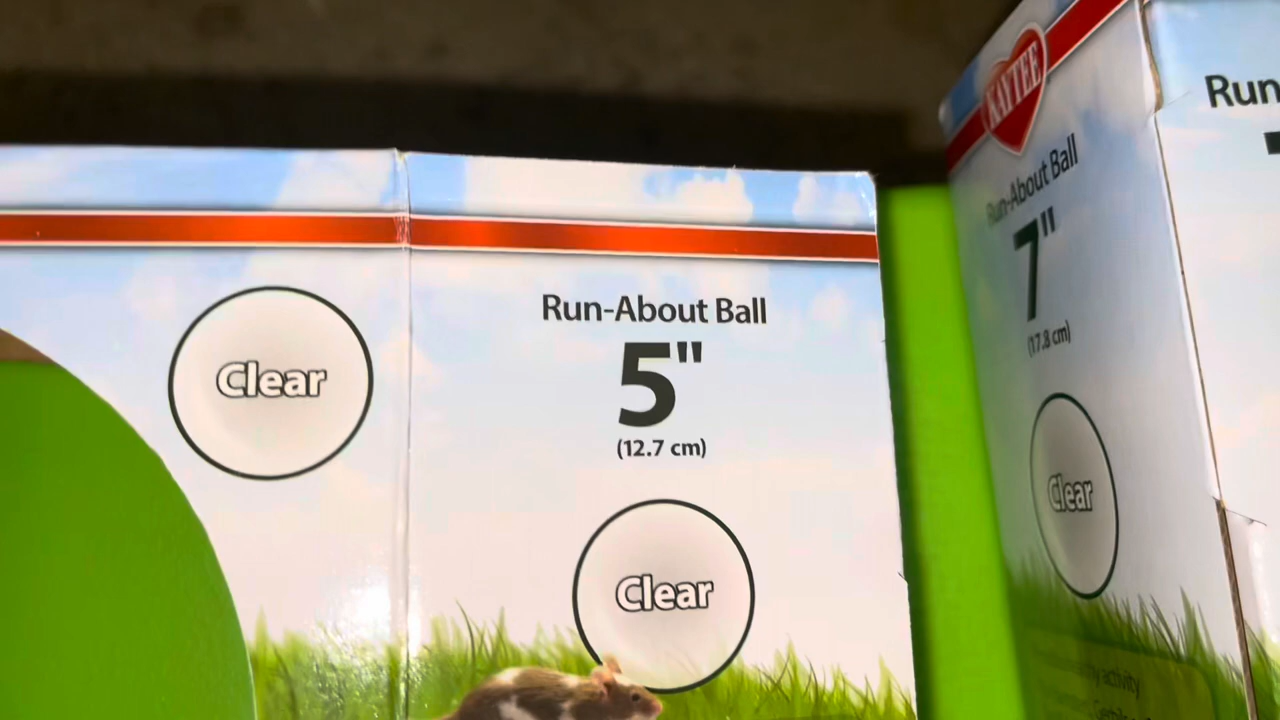 Clear
Run-About Ball
5"
(12.7 cm)
Clear
KAYTEE
Run-About Ball
7"
(17.8 cm)
Clear
Run
activity